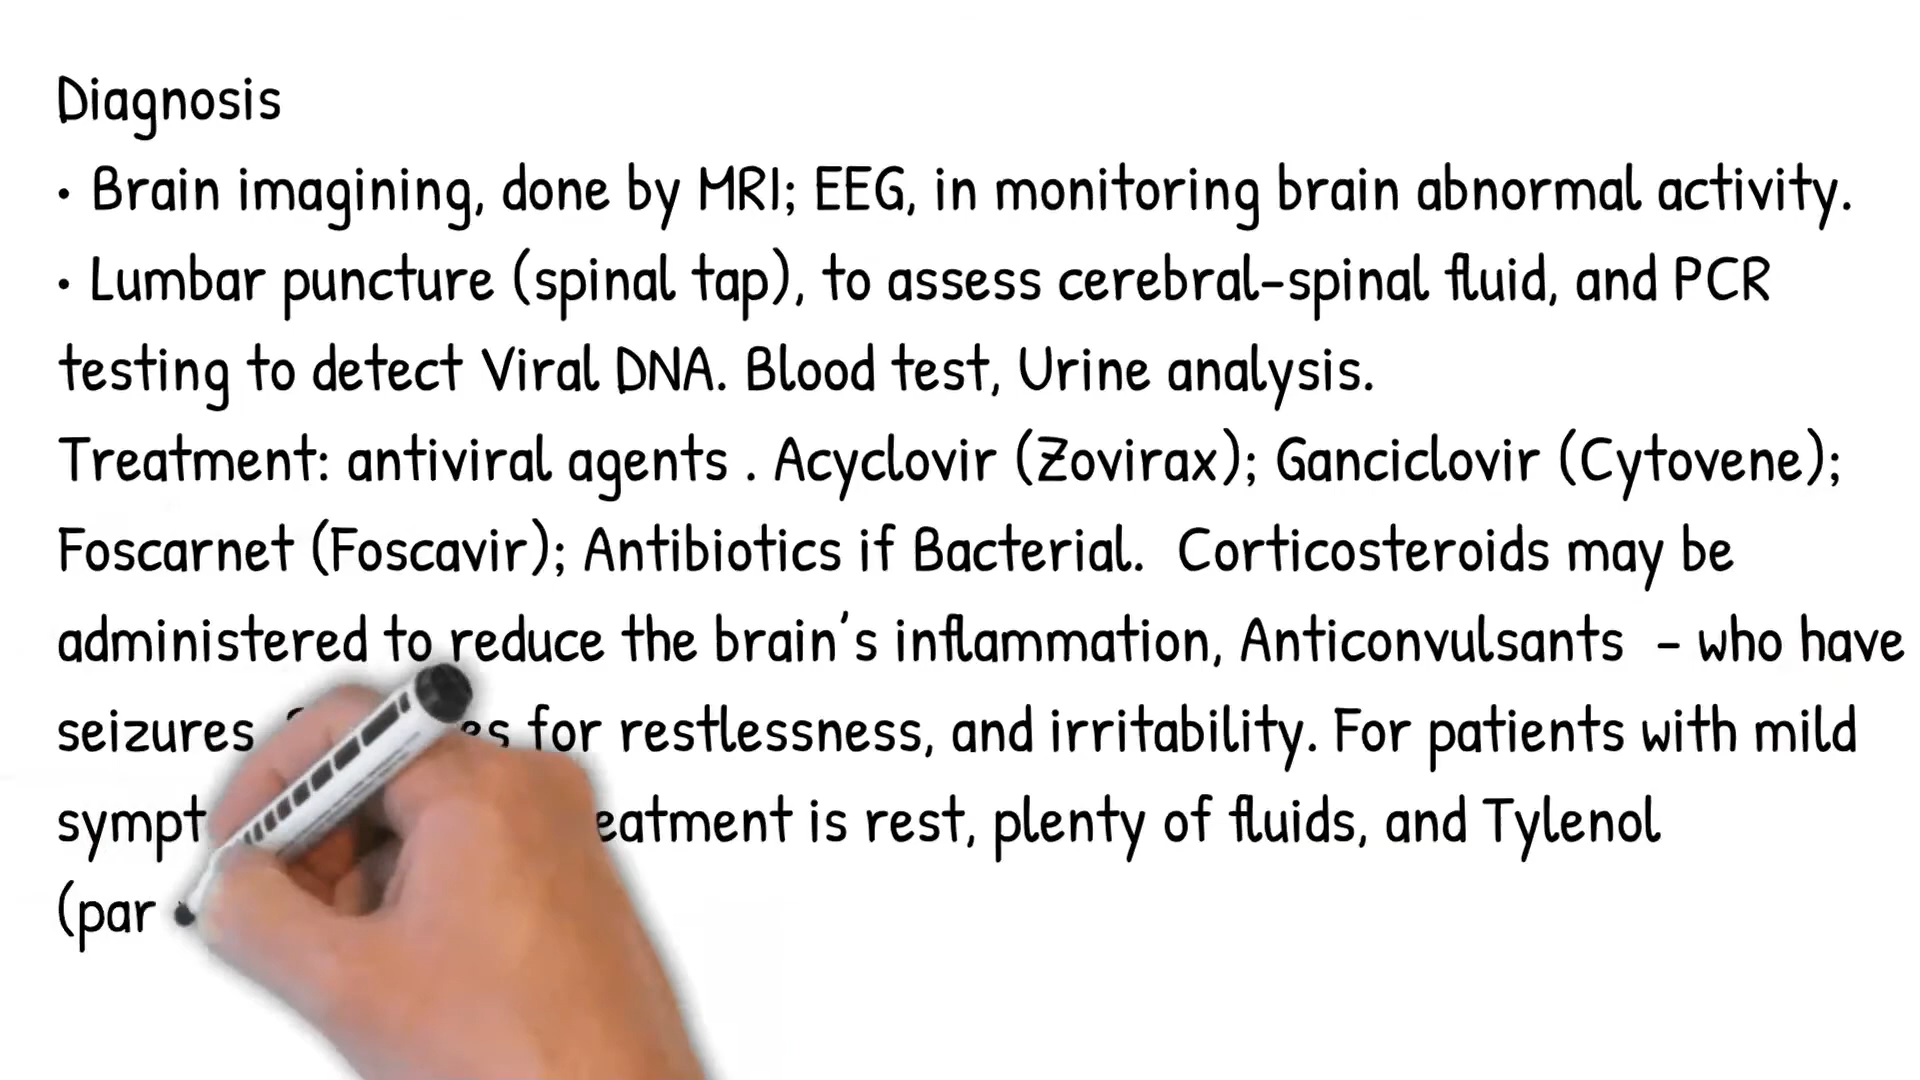 Diagnosis
• Brain imagining, done by MRI; EEG, in monitoring brain abnormal activity.
• Lumbar puncture (spinal tap), to assess cerebral-spinal fluid, and PCR
testing to detect Viral DNA. Blood test, Urine analysis.
Treatment: antiviral agents . Acyclovir (Zovirax); Ganciclovir (Cytovene);
Foscarnet (Foscavir); Antibiotics if Bacterial.  Corticosteroids may be
administered to reduce the brain's inflammation, Anticonvulsants  - who have
seizures for restlessness, and irritability. For patients with mild
is rest, plenty of fluids, and Tylenol
(par